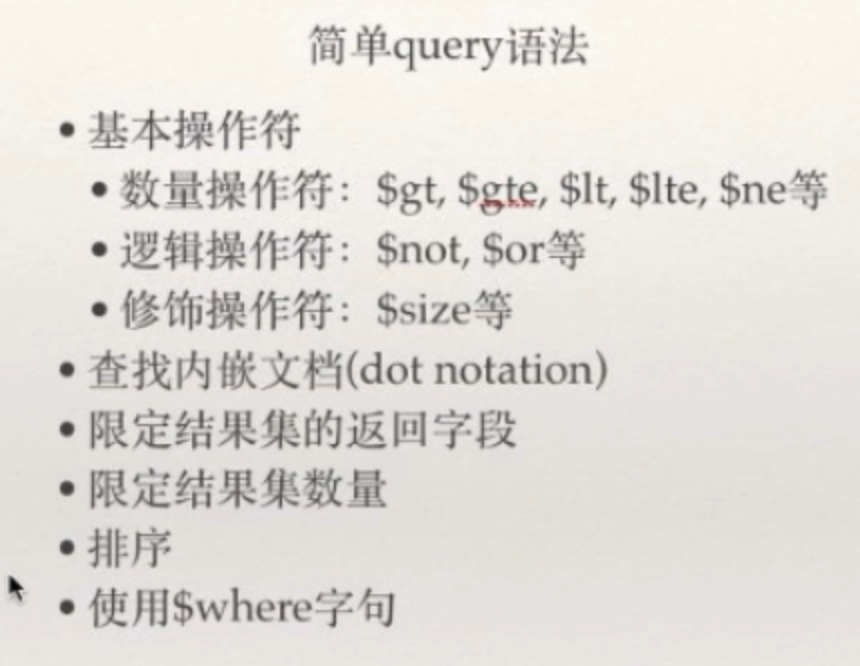 简单query语法
• 基本操作符
• 数量操作符：$gt, $gte, $lt, $lte, $ne等
• 逻辑操作符：$not, $or等
• 修饰操作符：$size等
• 查找内嵌文档(dot notation)
• 限定结果集的返回字段
• 限定结果集数量
• 排序
• 使用$where字句